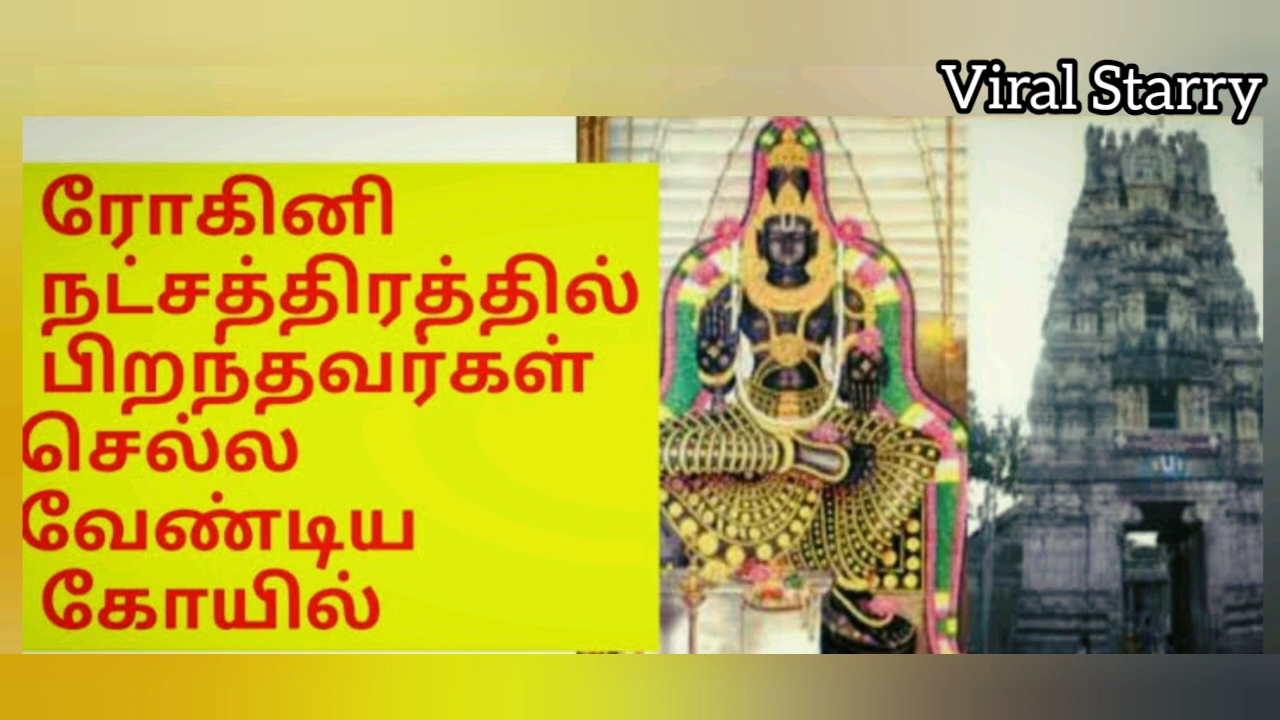 Viral Starry
ரோகினி
நட்சத்திரத்தில்
பிறந்தவர்கள்
செல்ல
வேண்டிய
கோயில்